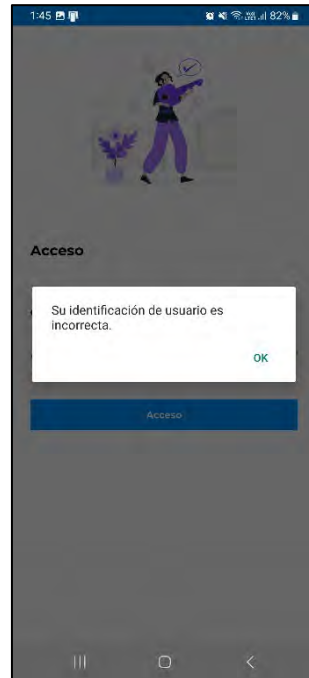 1:45 82%
Acceso
Su identificación de usuario es
incorrecta.
OK
Acceso